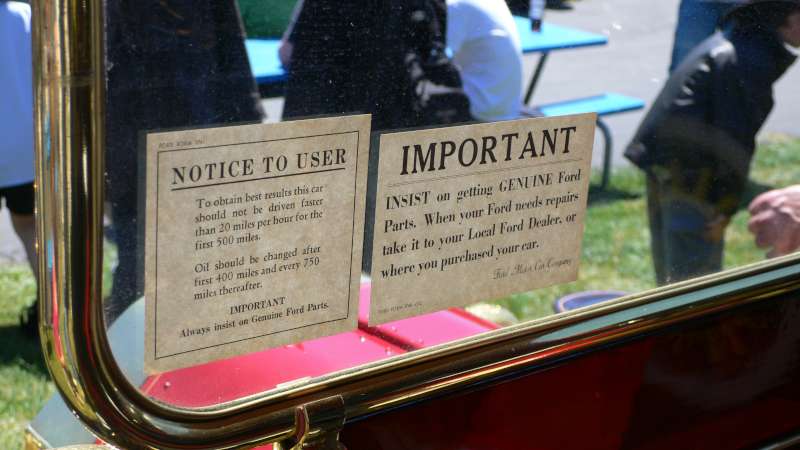 NOTICE TO USER
To obtain best results this car
should not be driven faster
than 20 miles per hour for the
first 500 miles.
Oil should be changed after
first 400 miles and every 750
miles thereafter.
IMPORTANT
Always insist on Genuine Ford Parts.
IMPORTANT
INSIST on getting GENUINE Ford
Parts. When your Ford needs repairs
take it to your Local Ford Dealer, or
where you purchased your car.
Ford Motor Car Company